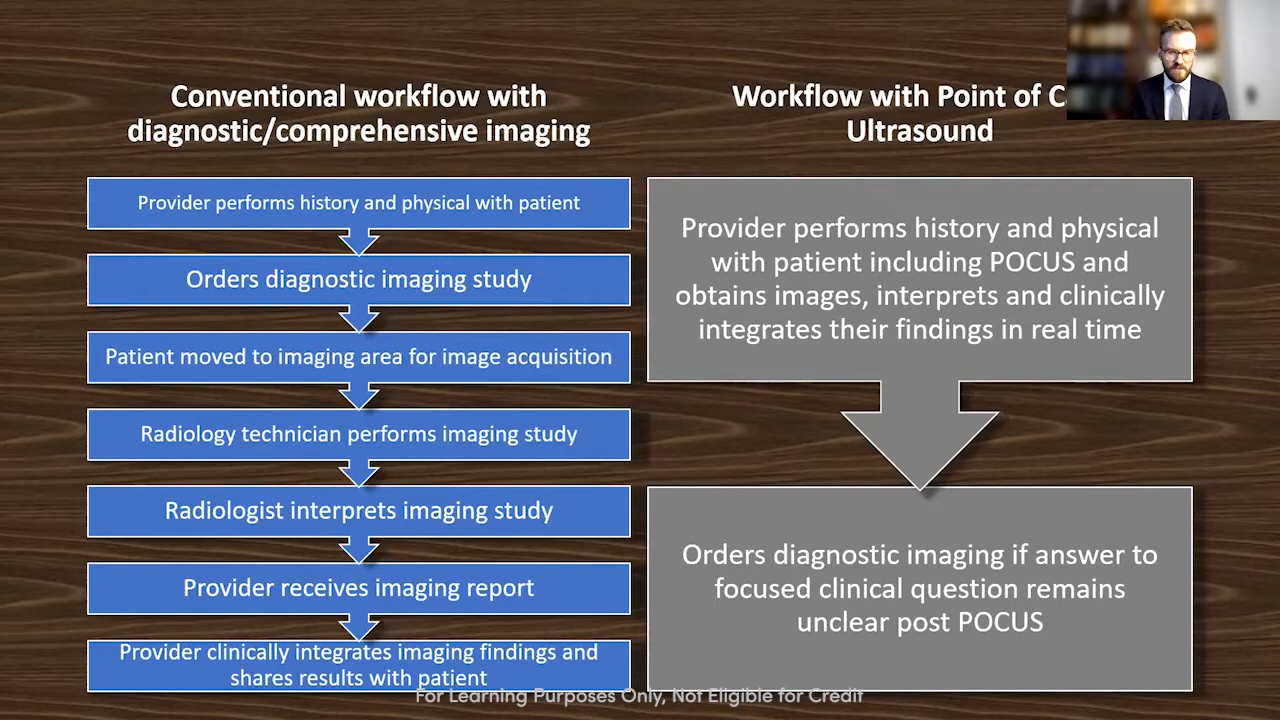 Conventional workflow with
diagnostic/comprehensive imaging
Provider performs history and physical with patient
Orders diagnostic imaging study
Patient moved to imaging area for image acquisition
Radiology technician performs imaging study
Radiologist interprets imaging study
Provider receives imaging report
Provider clinically integrates imaging findings and
shares results with patient
Workflow with Point of
Ultrasound
Provider performs history and physical
with patient including POCUS and
obtains images, interprets and clinically
integrates their findings in real time
Orders diagnostic imaging if answer to
focused clinical question remains
unclear post POCUS
For Learning Purposes Only, Not Eligible for Credit